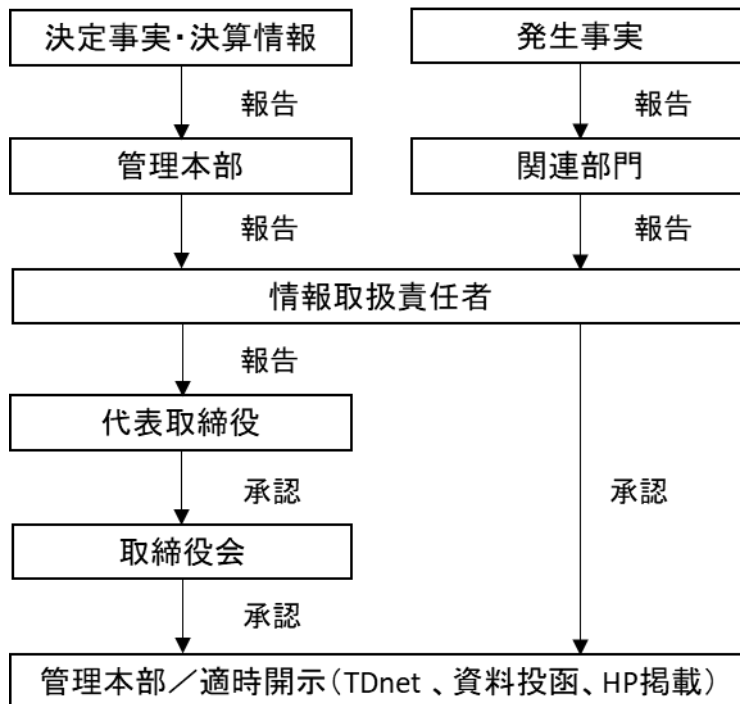 決定事実・決算情報
発生事実
報告
報告
管理本部
関連部門
報告
報告
情報取扱責任者
報告
代表取締役
承認
承認
取締役会
承認
管理本部／適時開示(TDnet 、資料投函、HP掲載)